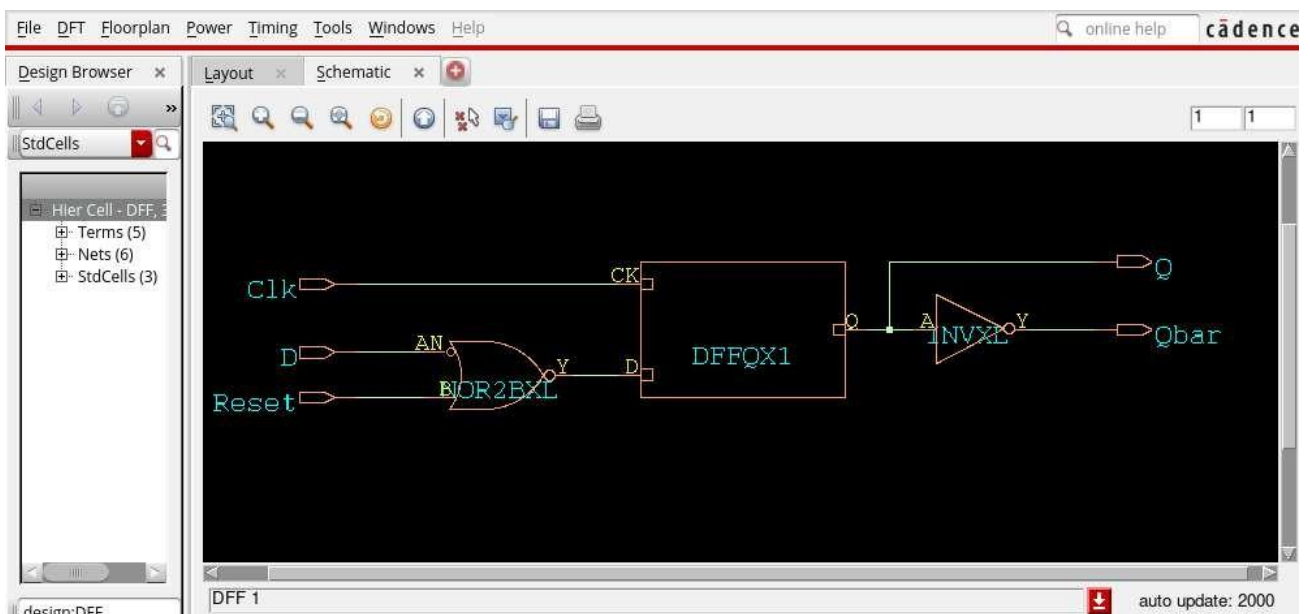 File DFT Floorplan Power Timing Tools Windows Help
online help
cādence
Design Browser
Layout
Schematic
»
StdCells
1
1
Hier Cell - DFF, 3
Terms (5)
Nets (6)
StdCells (3)
Clk
CK
D
AN
Reset
B
NOR2BXL
Y
D
DFFQX1
Q
A
INVXL
Y
Q
Qbar
design:DFF
DFF 1
auto update: 2000